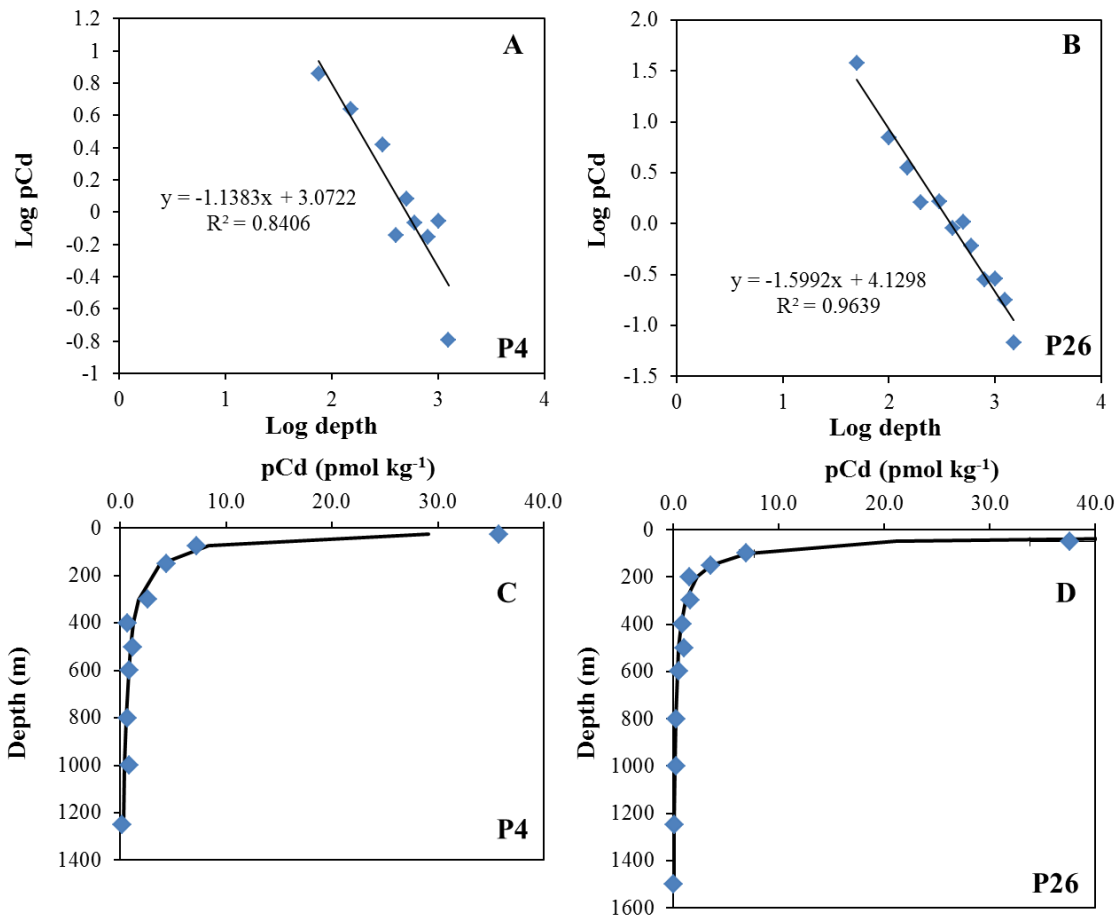 A
Log pCd
1.2
1
0.8
0.6
0.4
0.2
0
-0.2
-0.4
-0.6
-0.8
-1
y = -1.1383x + 3.0722
R² = 0.8406
P4
0 1 2 3 4
Log depth
B
Log pCd
2.0
1.5
1.0
0.5
0.0
-0.5
-1.0
-1.5
y = -1.5992x + 4.1298
R² = 0.9639
P26
0 1 2 3 4
Log depth
pCd (pmol kg⁻¹)
0.0 10.0 20.0 30.0 40.0
Depth (m)
0
200
400
600
800
1000
1200
1400
C
P4
pCd (pmol kg⁻¹)
0.0 10.0 20.0 30.0 40.0
Depth (m)
0
200
400
600
800
1000
1200
1400
1600
D
P26